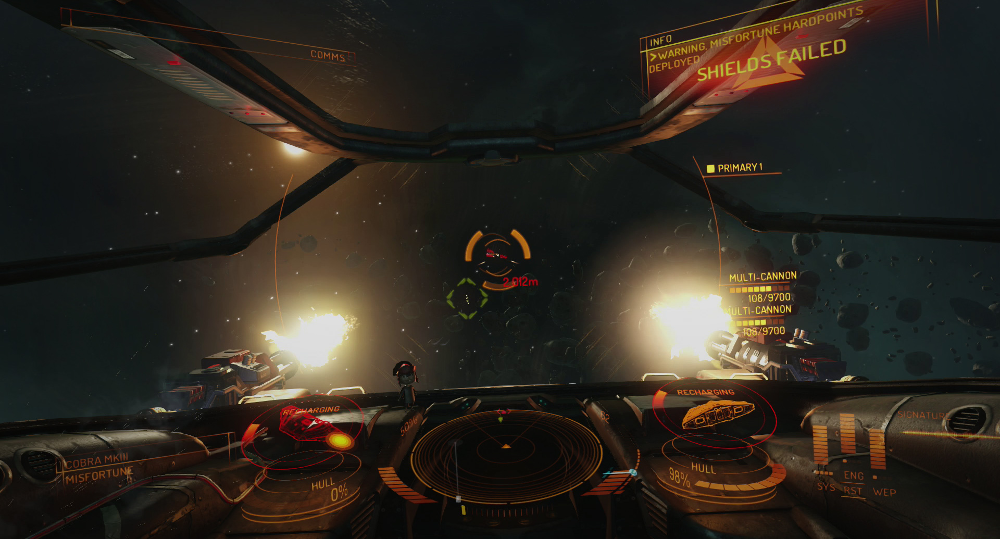 COMMS
INFO
>WARNING. MISFORTUNE HARDPOINTS
DEPLOYED
SHIELDS FAILED
PRIMARY 1
2,012m
MULTI-CANNON
108/9700
MULTI-CANNON
108/9700
RECHARGING
RECHARGING
50%
COBRA MKIII
MISFORTUNE
HULL
0%
HULL
98%
SIGNATURE
ENG
SYS RST WEP